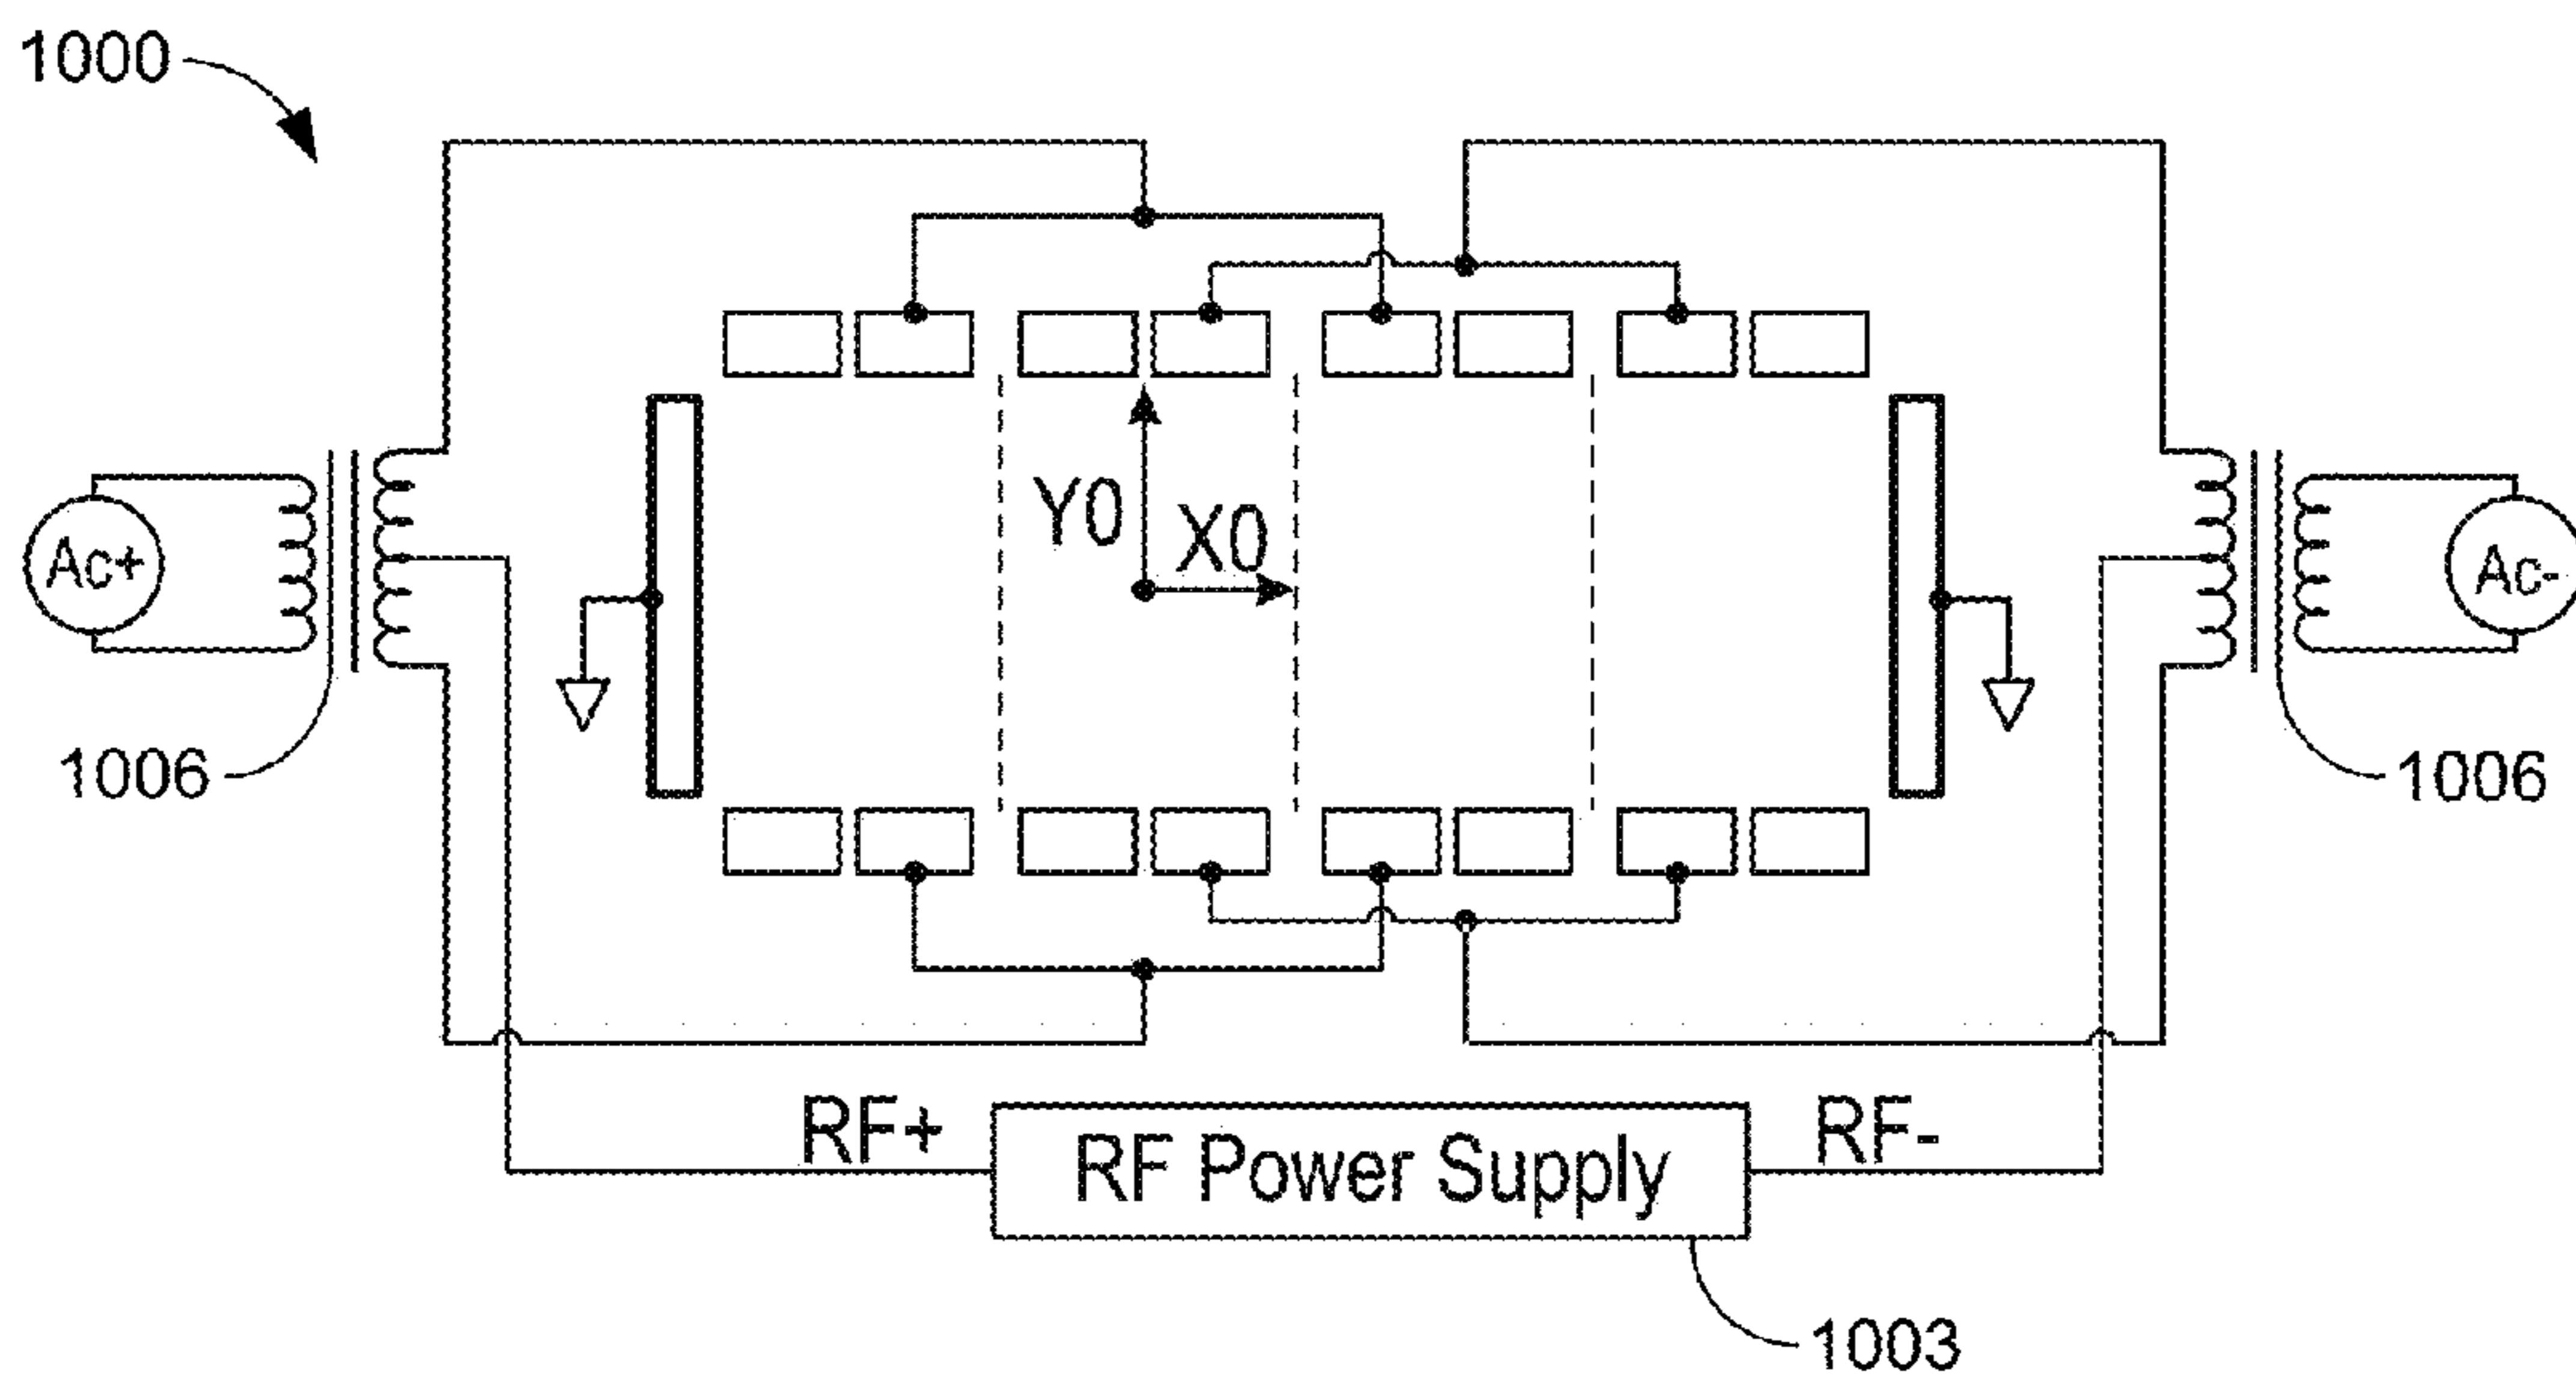 1000
Y0
X0
Ac+
Ac-
1006
1006
RF+
RF-
RF Power Supply
1003